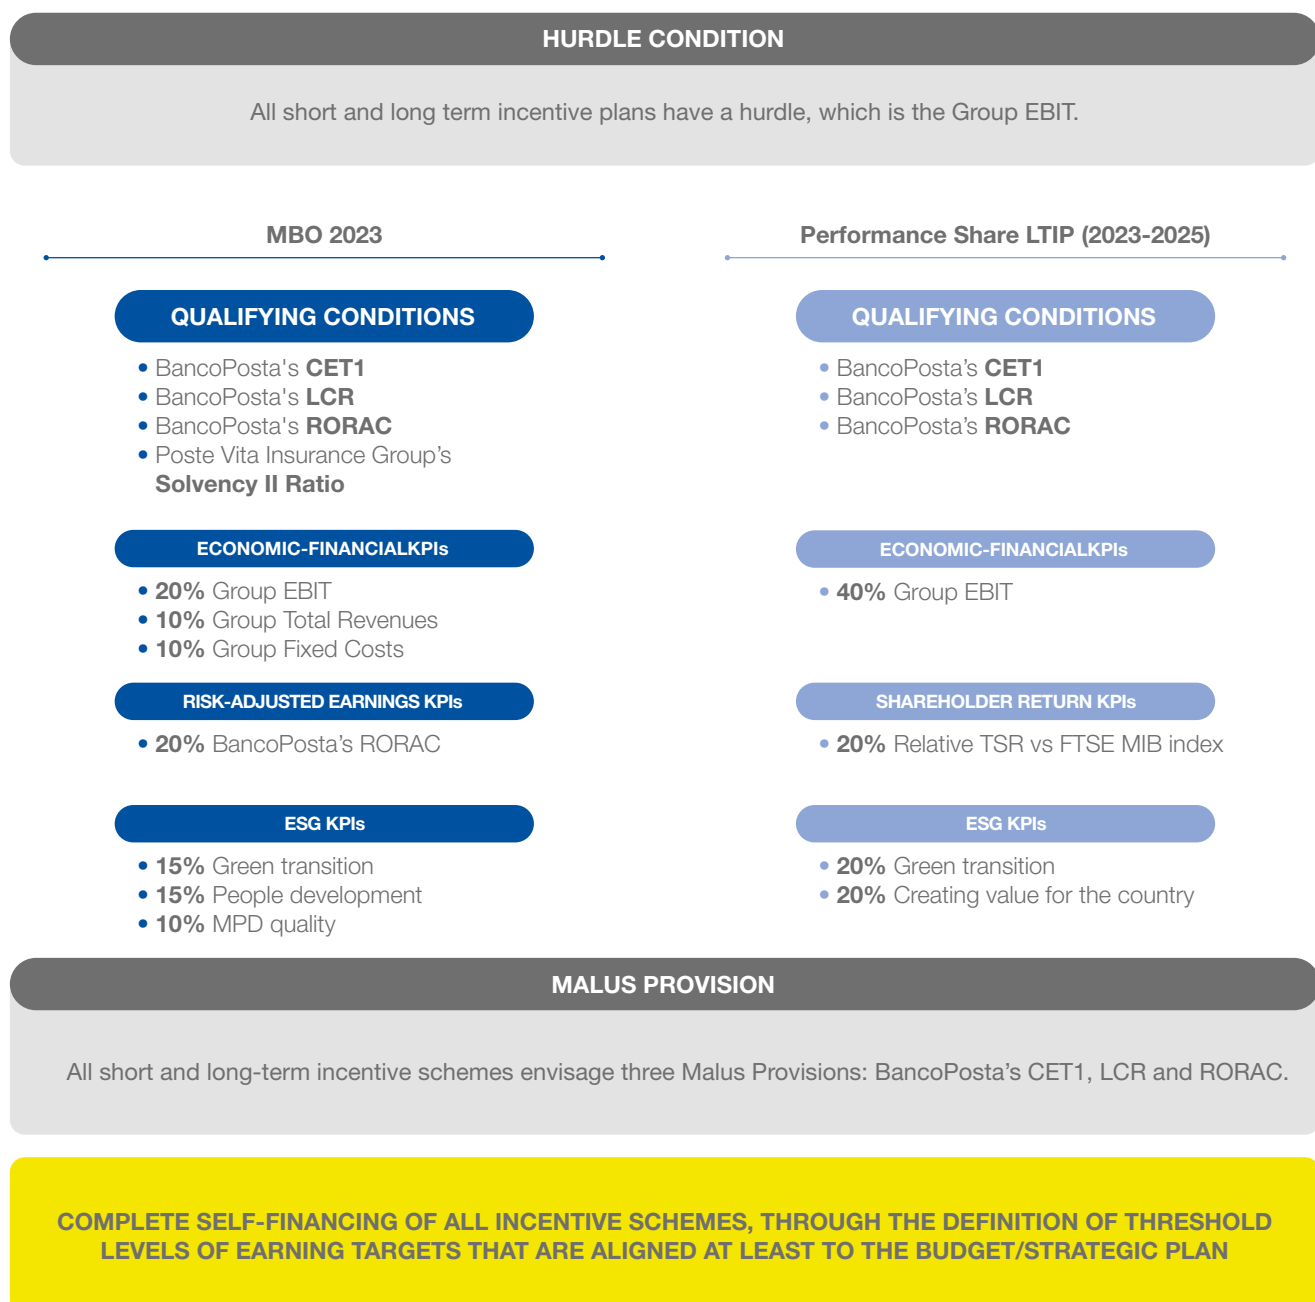 HURDLE CONDITION
All short and long term incentive plans have a hurdle, which is the Group EBIT.
MBO 2023
QUALIFYING CONDITIONS
• BancoPosta's CET1
• BancoPosta's LCR
• BancoPosta's RORAC
• Poste Vita Insurance Group’s
Solvency II Ratio
ECONOMIC-FINANCIALKPIs
• 20% Group EBIT
• 10% Group Total Revenues
• 10% Group Fixed Costs
RISK-ADJUSTED EARNINGS KPIs
• 20% BancoPosta’s RORAC
ESG KPIs
• 15% Green transition
• 15% People development
• 10% MPD quality
Performance Share LTIP (2023-2025)
QUALIFYING CONDITIONS
• BancoPosta’s CET1
• BancoPosta’s LCR
• BancoPosta’s RORAC
ECONOMIC-FINANCIALKPIs
• 40% Group EBIT
SHAREHOLDER RETURN KPIs
• 20% Relative TSR vs FTSE MIB index
ESG KPIs
• 20% Green transition
• 20% Creating value for the country
MALUS PROVISION
All short and long-term incentive schemes envisage three Malus Provisions: BancoPosta’s CET1, LCR and RORAC.
COMPLETE SELF-FINANCING OF ALL INCENTIVE SCHEMES, THROUGH THE DEFINITION OF THRESHOLD
LEVELS OF EARNING TARGETS THAT ARE ALIGNED AT LEAST TO THE BUDGET/STRATEGIC PLAN